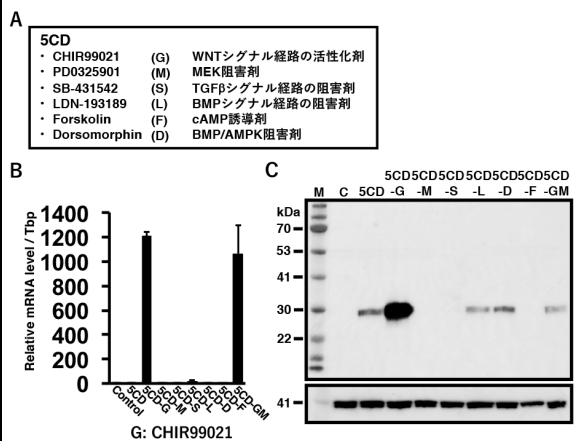 A
5CD
・ CHIR99021 (G) WNTシグナル経路の活性化剤
・ PD0325901 (M) MEK阻害剤
・ SB-431542 (S) TGFβシグナル経路の阻害剤
・ LDN-193189 (L) BMPシグナル経路の阻害剤
・ Forskolin (F) cAMP誘導剤
・ Dorsomorphin (D) BMP/AMPK阻害剤
B
Relative mRNA level / Tbp
1400
1200
1000
800
600
400
200
0
Control
5CD
5CD-G
5CD-M
5CD-S
5CD-L
5CD-D
5CD-F
5CD-GM
G: CHIR99021
C
5CD 5CD 5CD 5CD 5CD 5CD 5CD
M C 5CD -G -M -S -L -D -F -GM
kDa
70
53
41
30
22
41